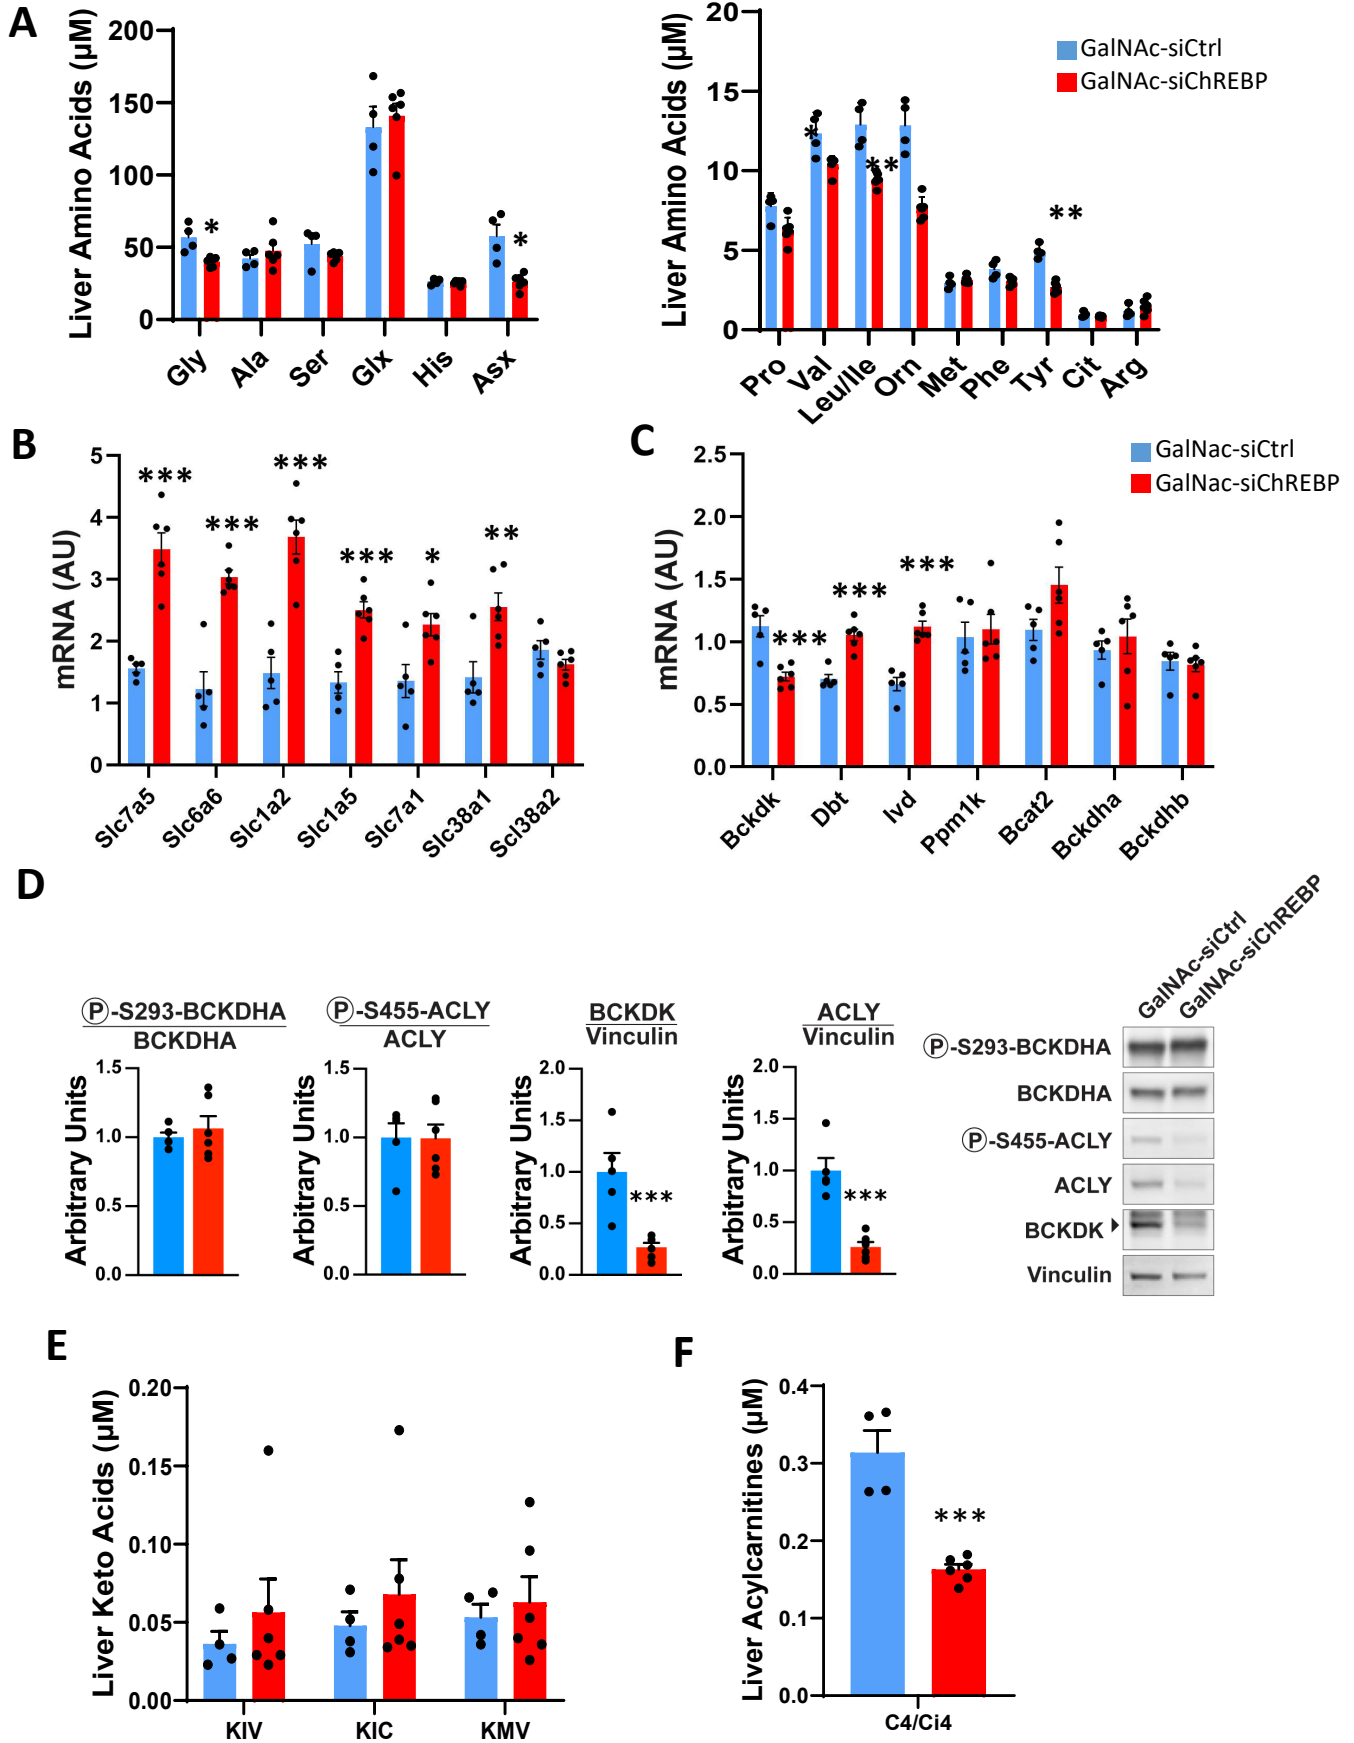 A
Liver Amino Acids (µM)
200
150
100
50
0
*
*
Gly
Ala
Ser
Glx
His
Asx
Liver Amino Acids (µM)
20
15
10
5
0
*
**
**
Pro
Val
Leu/Ile
Orn
Met
Phe
Tyr
Cit
Arg
GalNAc-siCtrl
GalNAc-siChREBP
B
mRNA (AU)
5
4
3
2
1
0
***
***
***
***
*
**
Slc7a5
Slc6a6
Slc1a2
Slc1a5
Slc7a1
Slc38a1
Scl38a2
C
mRNA (AU)
2.5
2.0
1.5
1.0
0.5
0.0
***
***
***
Bckdk
Dbt
Ivd
Ppm1k
Bcat2
Bckdha
Bckdhb
GalNac-siCtrl
GalNac-siChREBP
D
P-S293-BCKDHA
BCKDHA
Arbitrary Units
1.5
1.0
0.5
0.0
P-S455-ACLY
ACLY
Arbitrary Units
1.5
1.0
0.5
0.0
BCKDK
Vinculin
Arbitrary Units
2.0
1.5
1.0
0.5
0.0
***
ACLY
Vinculin
Arbitrary Units
2.0
1.5
1.0
0.5
0.0
***
GalNAc-siCtrl
GalNAc-siChREBP
P-S293-BCKDHA
BCKDHA
P-S455-ACLY
ACLY
BCKDK
Vinculin
E
Liver Keto Acids (µM)
0.20
0.15
0.10
0.05
0.00
KIV
KIC
KMV
F
Liver Acylcarnitines (µM)
0.4
0.3
0.2
0.1
0.0
***
C4/Ci4